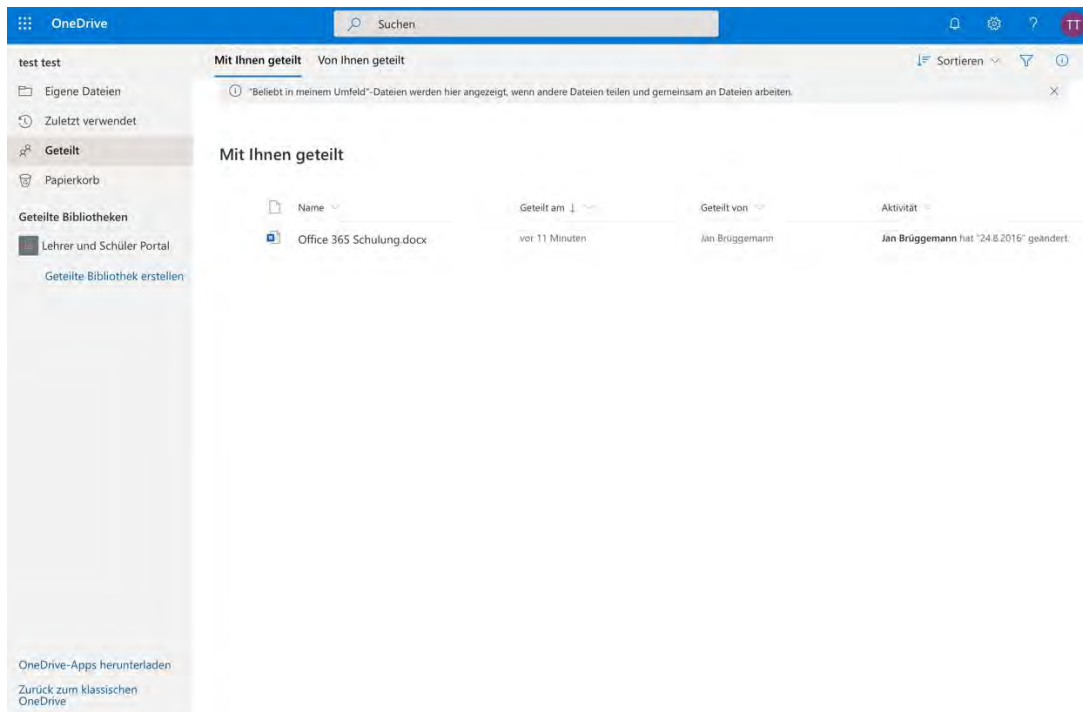 OneDrive
Suchen
?
TT
test test
Eigene Dateien
Zuletzt verwendet
Geteilt
Papierkorb
Geteilte Bibliotheken
Lehrer und Schüler Portal
Geteilte Bibliothek erstellen
OneDrive-Apps herunterladen
Zurück zum klassischen
OneDrive
Mit Ihnen geteilt Von Ihnen geteilt
Sortieren
"Beliebt in meinem Umfeld"-Dateien werden hier angezeigt, wenn andere Dateien teilen und gemeinsam an Dateien arbeiten.
Mit Ihnen geteilt
Name Geteilt am ↓ Geteilt von Aktivität
Office 365 Schulung.docx vor 11 Minuten Jan Brüggemann Jan Brüggemann hat "24.8.2016" geändert